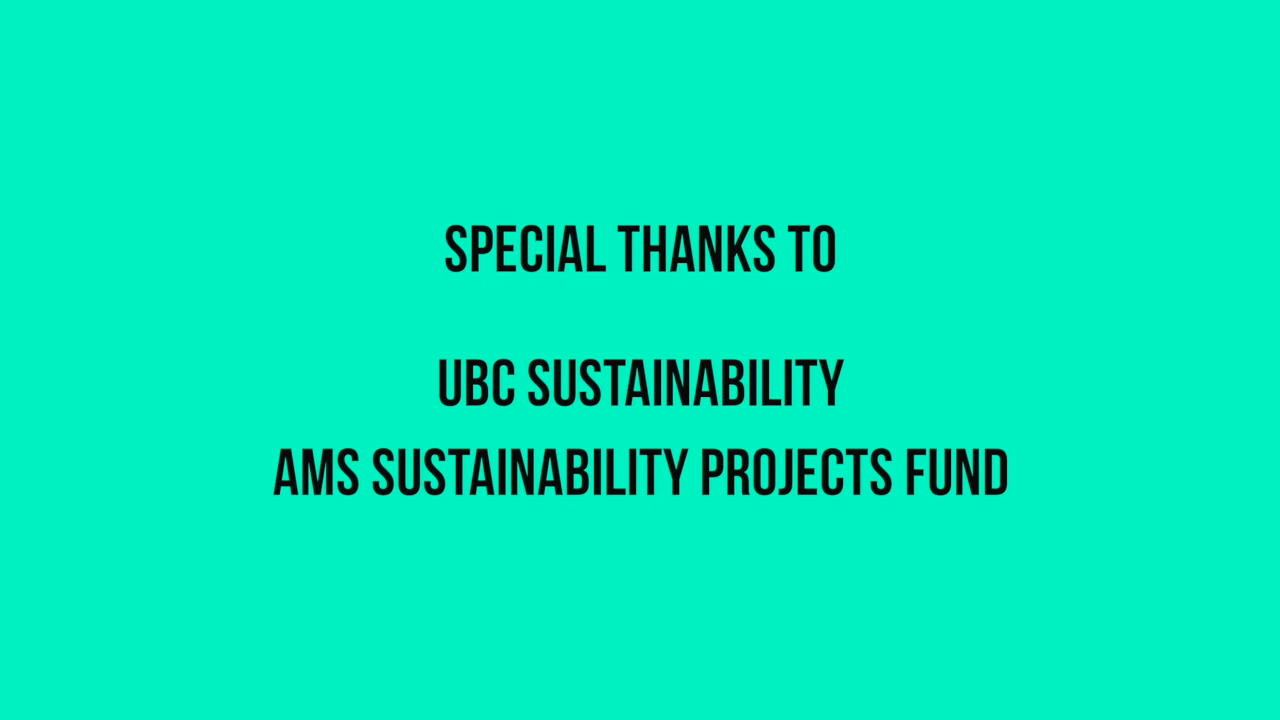 SPECIAL THANKS TO
UBC SUSTAINABILITY
AMS SUSTAINABILITY PROJECTS FUND